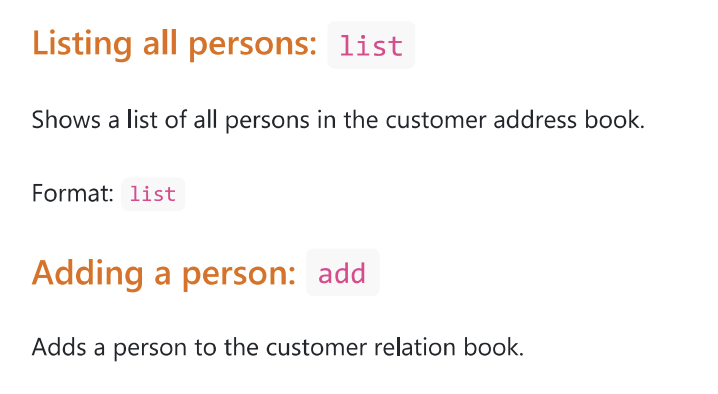 Listing all persons: list
Shows a list of all persons in the customer address book.
Format: list
Adding a person: add
Adds a person to the customer relation book.